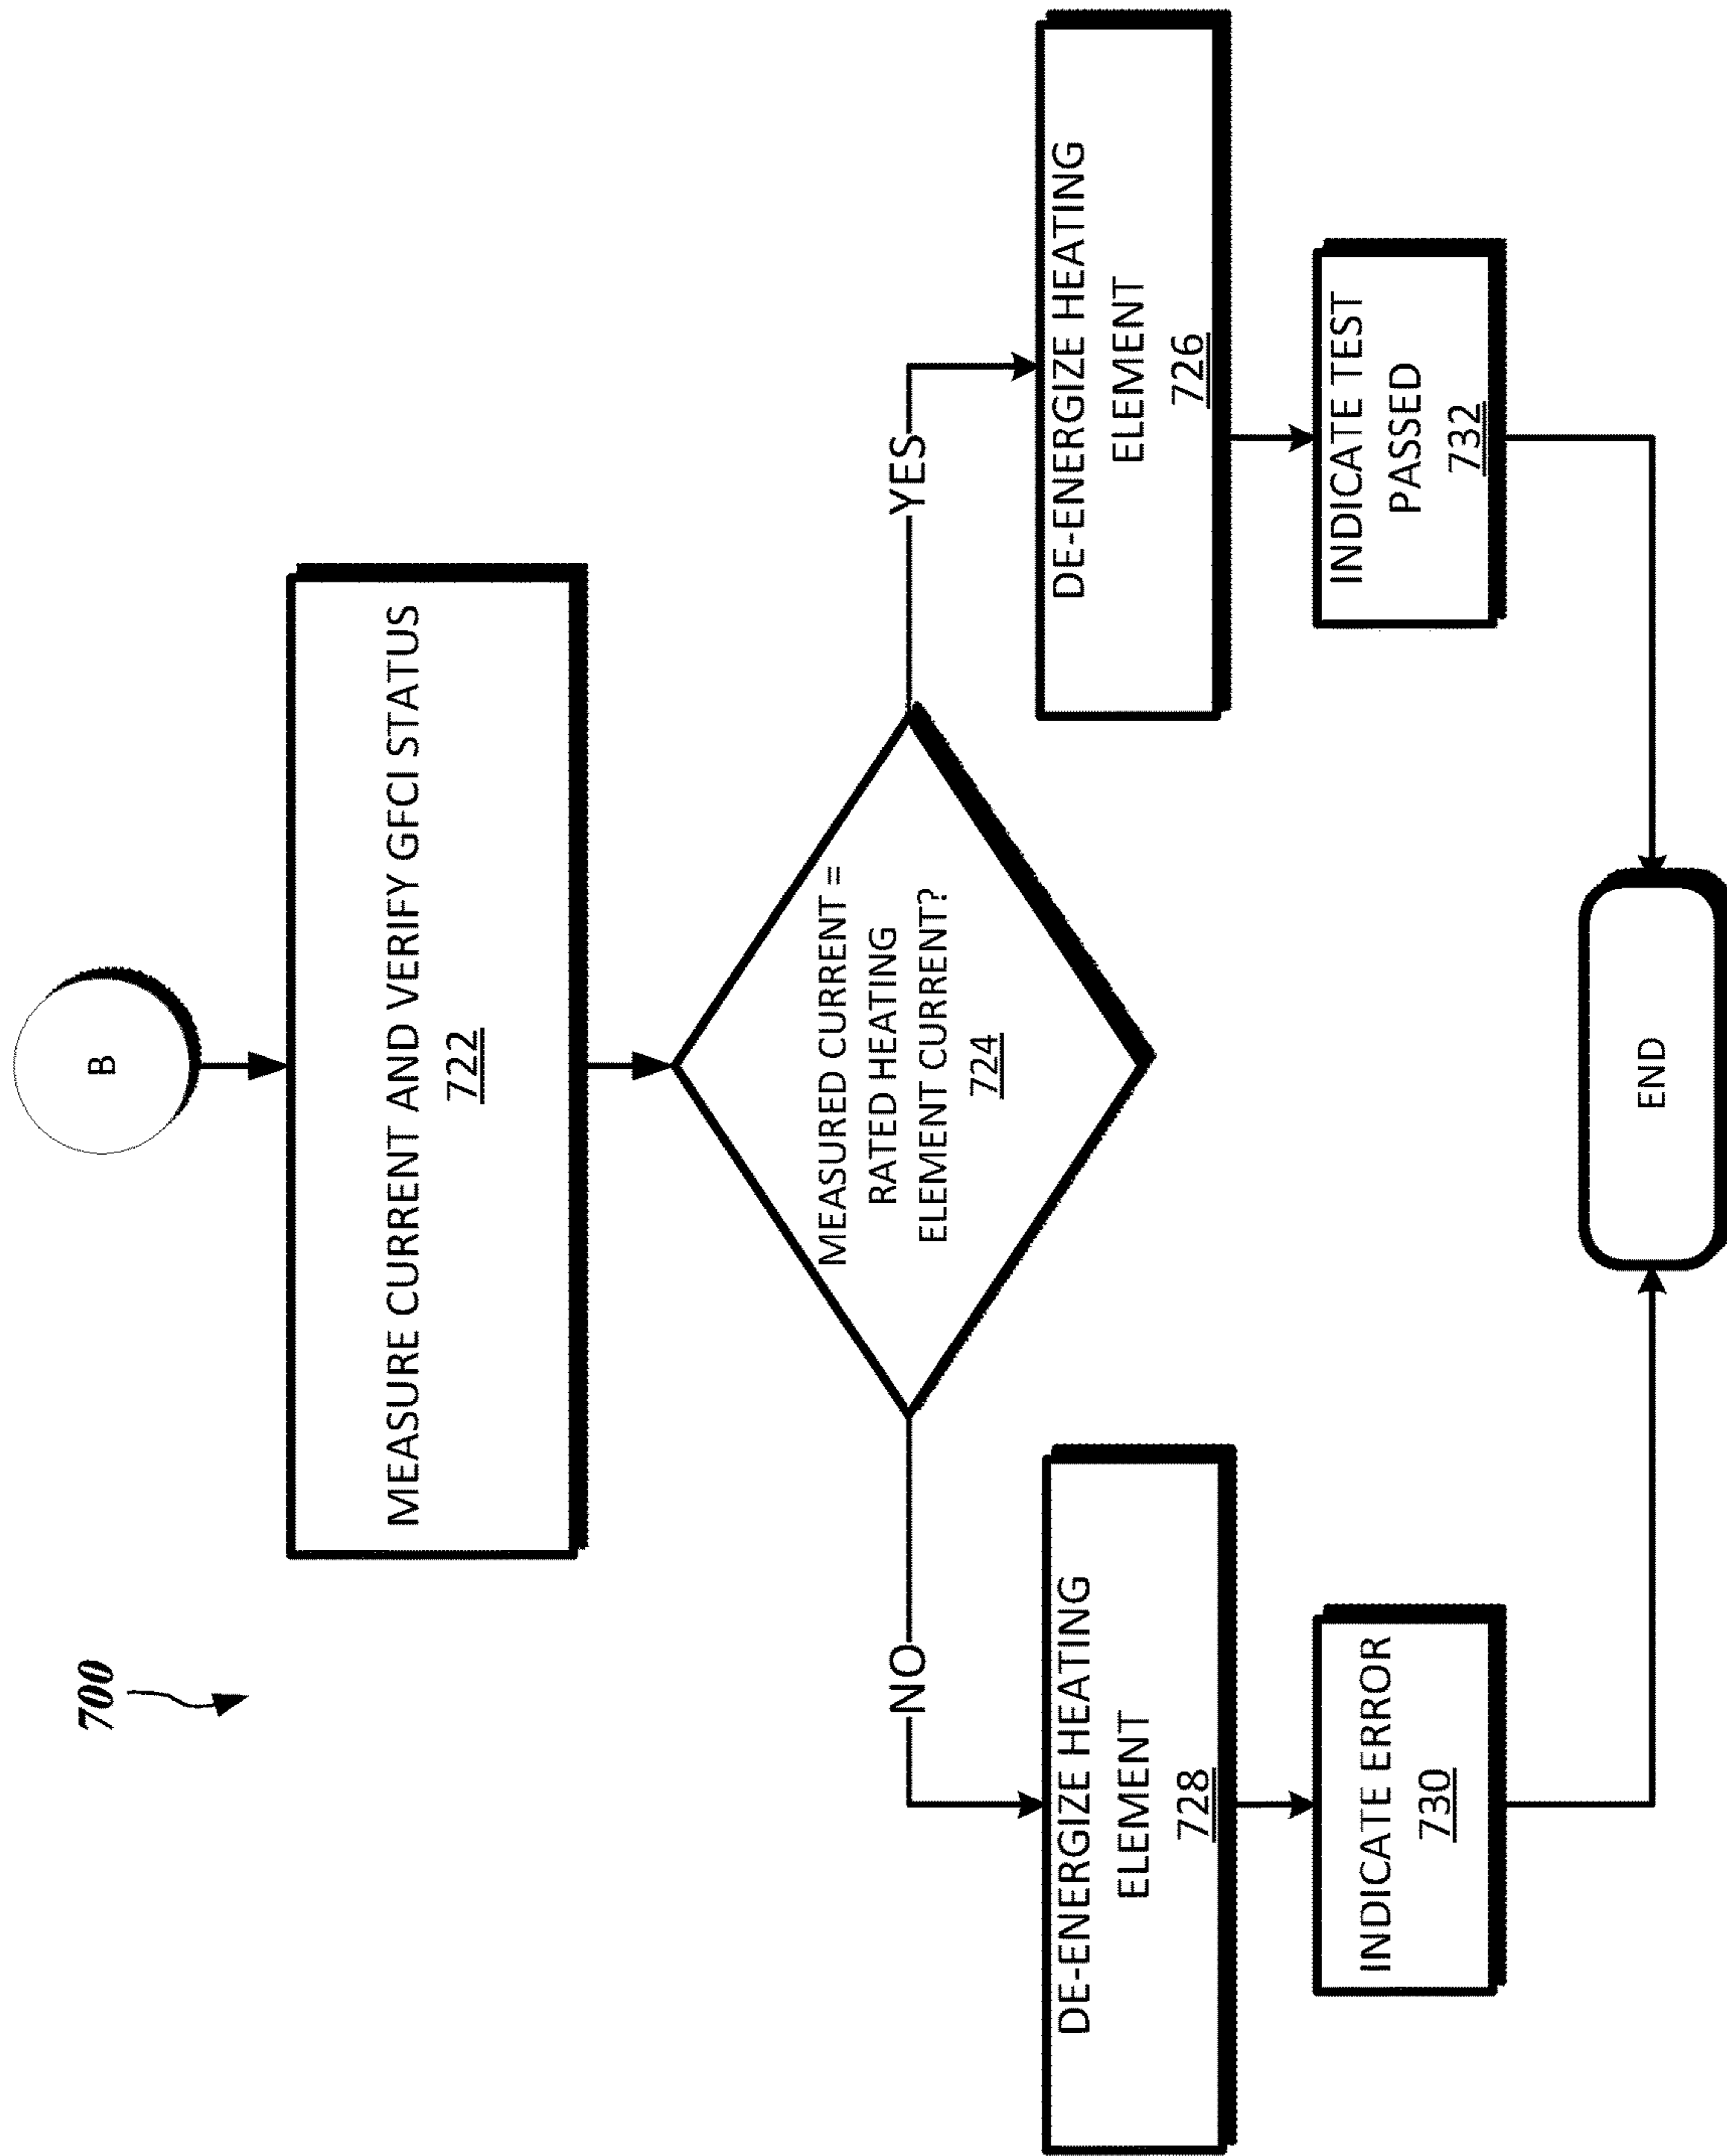 700
B
MEASURE CURRENT AND VERIFY GFCI STATUS
722
MEASURED CURRENT =
RATED HEATING
ELEMENT CURRENT?
724
NO
YES
DE-ENERGIZE HEATING
ELEMENT
728
DE-ENERGIZE HEATING
ELEMENT
726
INDICATE ERROR
730
INDICATE TEST
PASSED
732
END